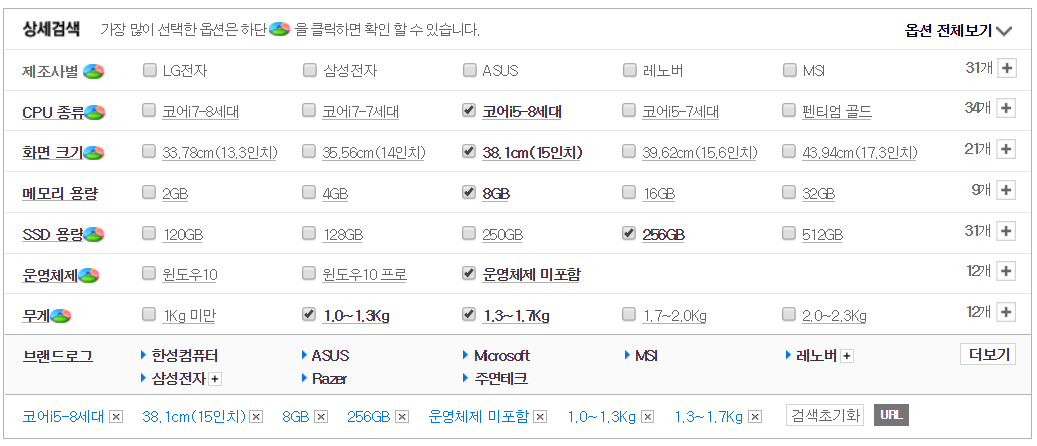 상세검색 가장 많이 선택한 옵션은 하단 을 클릭하면 확인 할 수 있습니다. 옵션 전체보기
제조사별 LG전자 삼성전자 ASUS 레노버 MSI 31개
CPU 종류 코어i7-8세대 코어i7-7세대 코어i5-8세대 코어i5-7세대 펜티엄 골드 34개
화면 크기 33.78cm(13.3인치) 35.56cm(14인치) 38.1cm(15인치) 39.62cm(15.6인치) 43.94cm(17.3인치) 21개
메모리 용량 2GB 4GB 8GB 16GB 32GB 9개
SSD 용량 120GB 128GB 250GB 256GB 512GB 31개
운영체제 윈도우10 윈도우10 프로 운영체제 미포함 12개
무게 1Kg 미만 1.0~1.3Kg 1.3~1.7Kg 1.7~2.0Kg 2.0~2.3Kg 12개
브랜드로그 한성컴퓨터 ASUS Microsoft MSI 레노버 더보기
삼성전자 Razer 주연테크
코어i5-8세대 38.1cm(15인치) 8GB 256GB 운영체제 미포함 1.0~1.3Kg 1.3~1.7Kg 검색초기화 URL